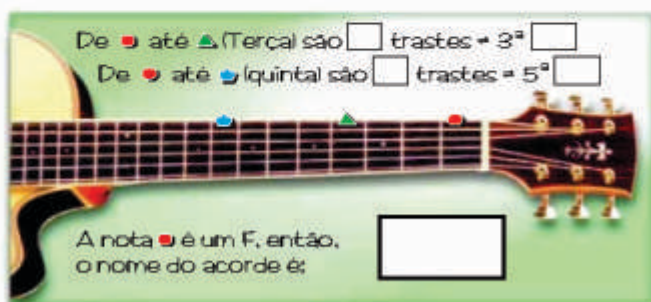 De até (Terça) são trastes = 3ª
De até (quinta) são trastes = 5ª
A nota é um F, então,
o nome do acorde é: